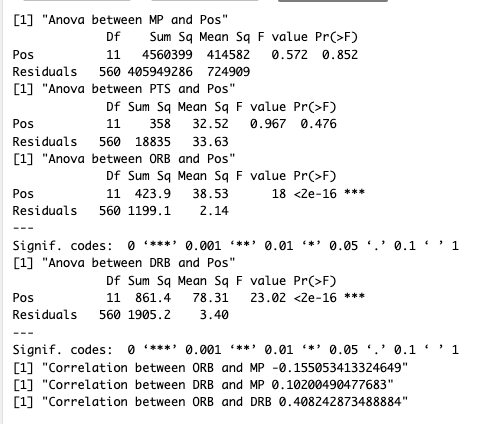 [1] "Anova between MP and Pos"
Df Sum Sq Mean Sq F value Pr(>F)
Pos 11 4560399 414582 0.572 0.852
Residuals 560 405949286 724909
[1] "Anova between PTS and Pos"
Df Sum Sq Mean Sq F value Pr(>F)
Pos 11 358 32.52 0.967 0.476
Residuals 560 18835 33.63
[1] "Anova between ORB and Pos"
Df Sum Sq Mean Sq F value Pr(>F)
Pos 11 423.9 38.53 18 <2e-16 ***
Residuals 560 1199.1 2.14
---
Signif. codes: 0 ‘***’ 0.001 ‘**’ 0.01 ‘*’ 0.05 ‘.’ 0.1 ‘ ’ 1
[1] "Anova between DRB and Pos"
Df Sum Sq Mean Sq F value Pr(>F)
Pos 11 861.4 78.31 23.02 <2e-16 ***
Residuals 560 1905.2 3.40
---
Signif. codes: 0 ‘***’ 0.001 ‘**’ 0.01 ‘*’ 0.05 ‘.’ 0.1 ‘ ’ 1
[1] "Correlation between ORB and MP -0.155053413324649"
[1] "Correlation between DRB and MP 0.10200490477683"
[1] "Correlation between ORB and DRB 0.408242873488884"